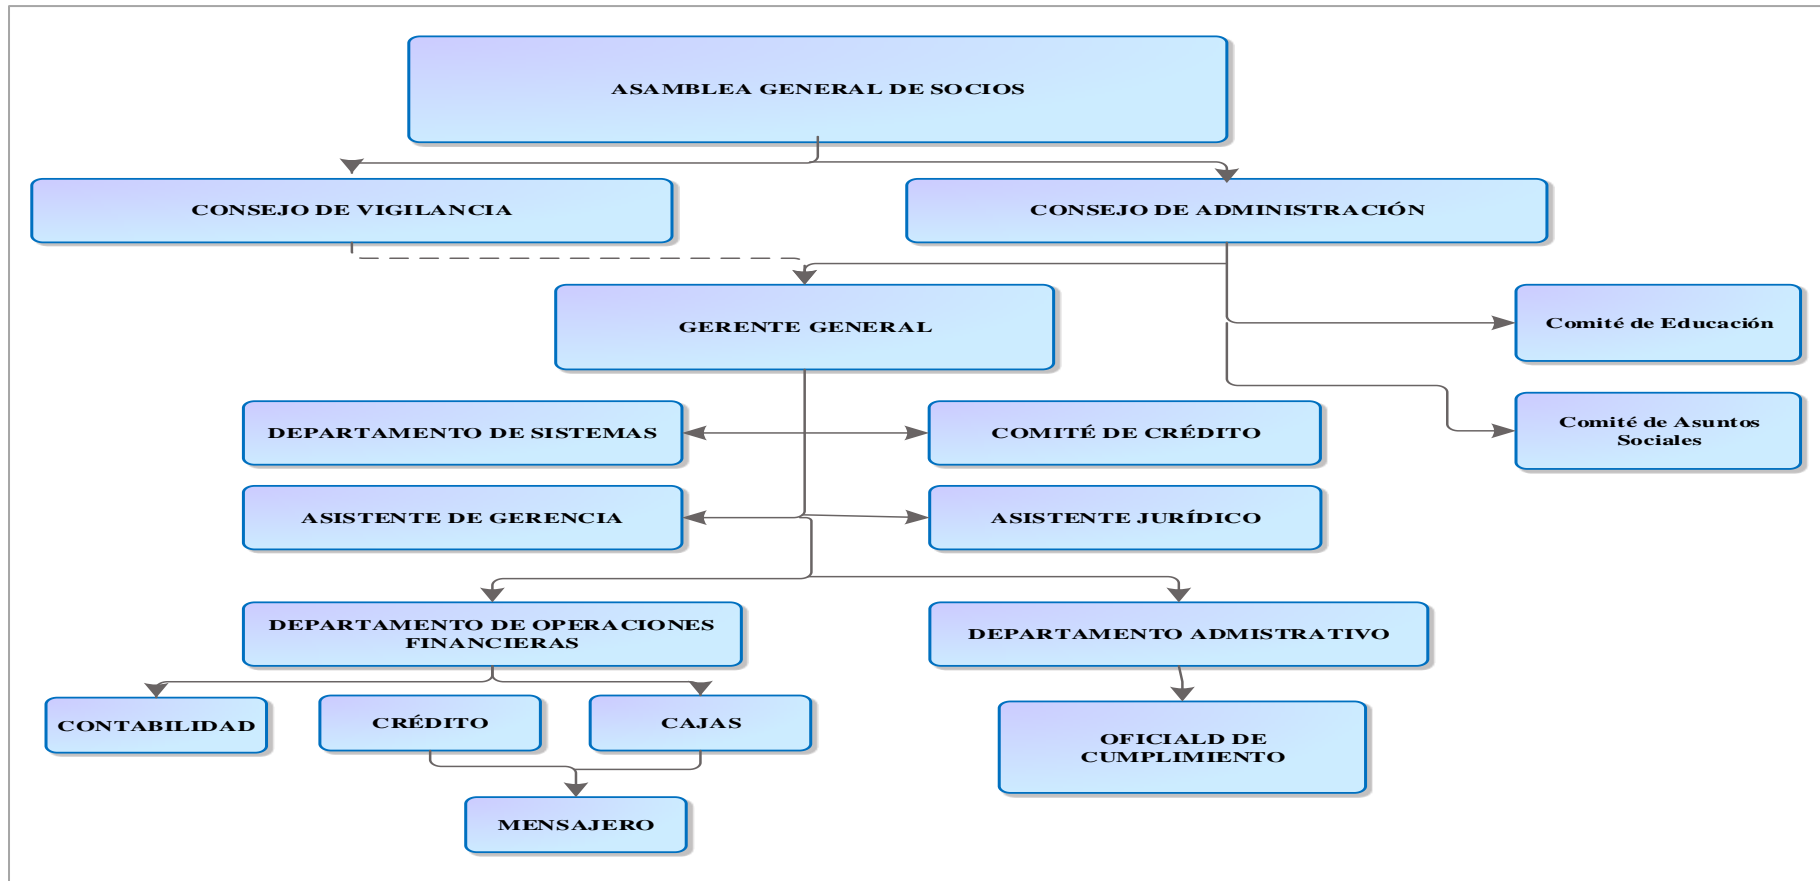 ASAMBLEA GENERAL DE SOCIOS
CONSEJO DE VIGILANCIA
CONSEJO DE ADMINISTRACIÓN
GERENTE GENERAL
Comité de Educación
DEPARTAMENTO DE SISTEMAS
COMITÉ DE CRÉDITO
Comité de Asuntos
Sociales
ASISTENTE DE GERENCIA
ASISTENTE JURÍDICO
DEPARTAMENTO DE OPERACIONES
FINANCIERAS
DEPARTAMENTO ADMISTRATIVO
CONTABILIDAD
CRÉDITO
CAJAS
OFICIALD DE
CUMPLIMIENTO
MENSAJERO